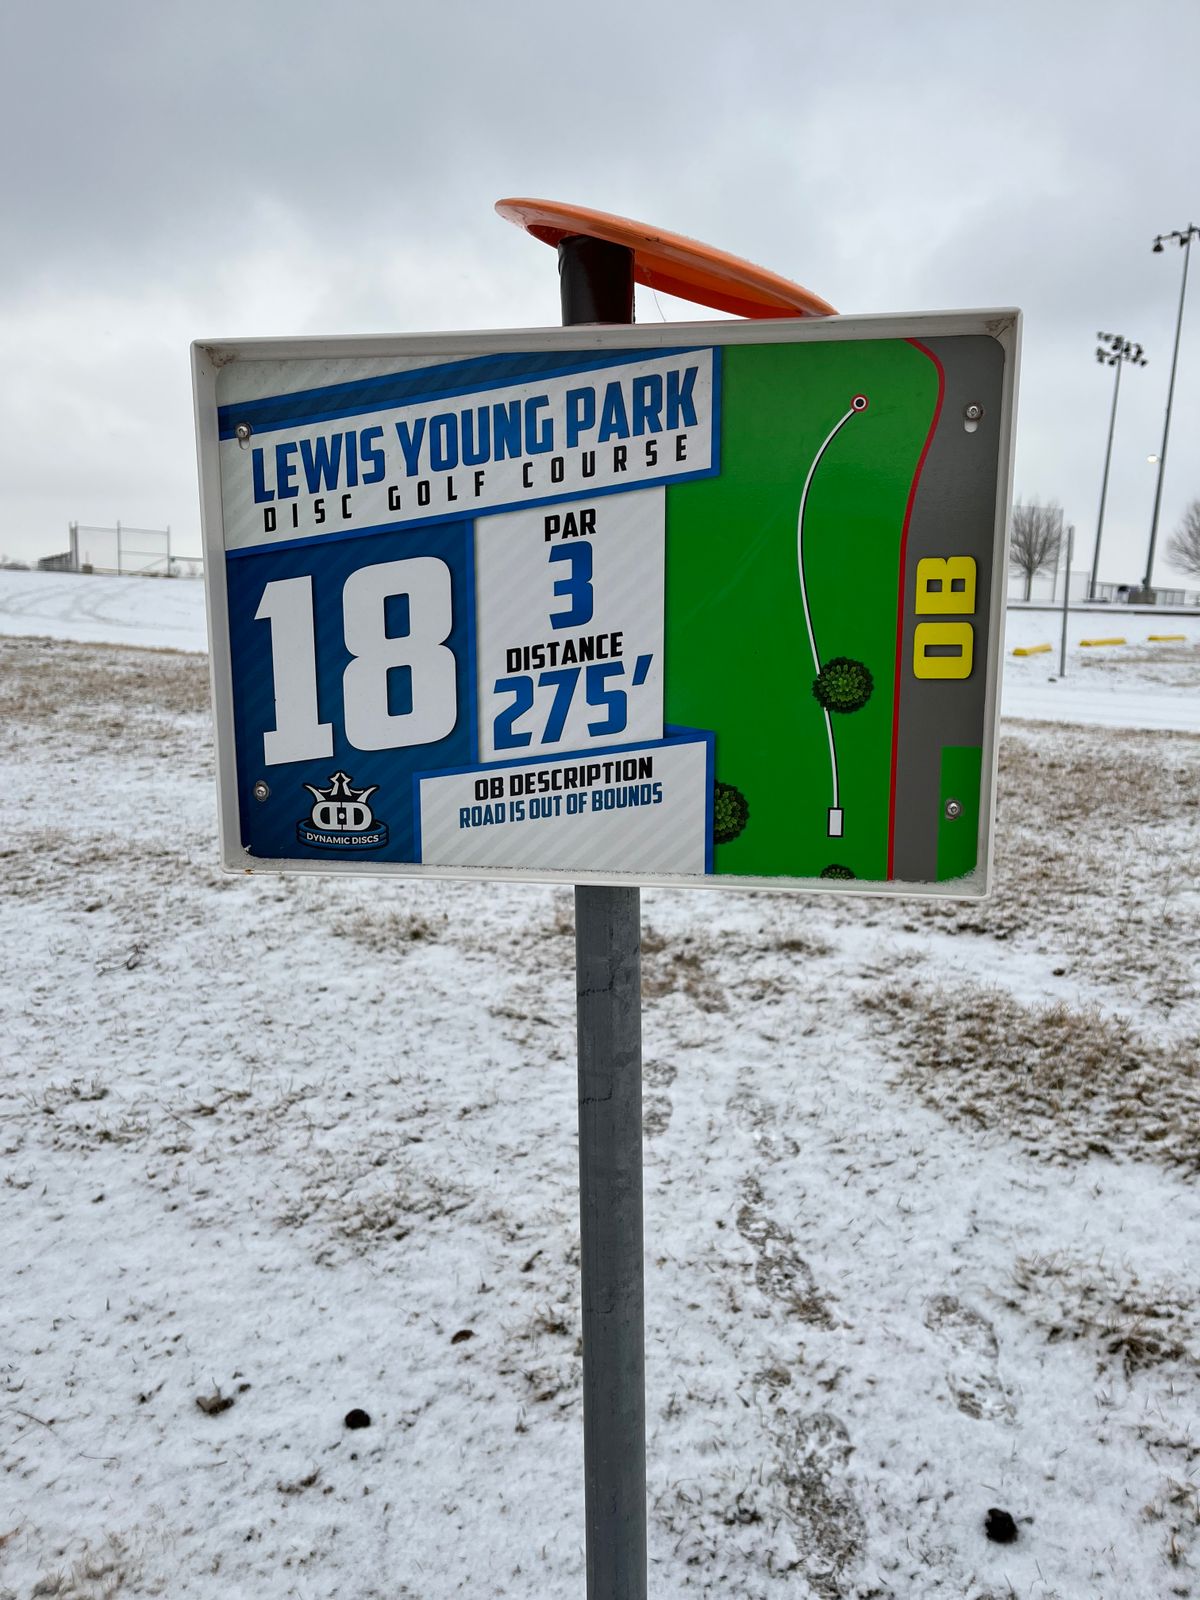 LEWIS YOUNG PARK
DISC GOLF COURSE
18
PAR
3
DISTANCE
275'
OB DESCRIPTION
ROAD IS OUT OF BOUNDS
DD
DYNAMIC DISCS
OB